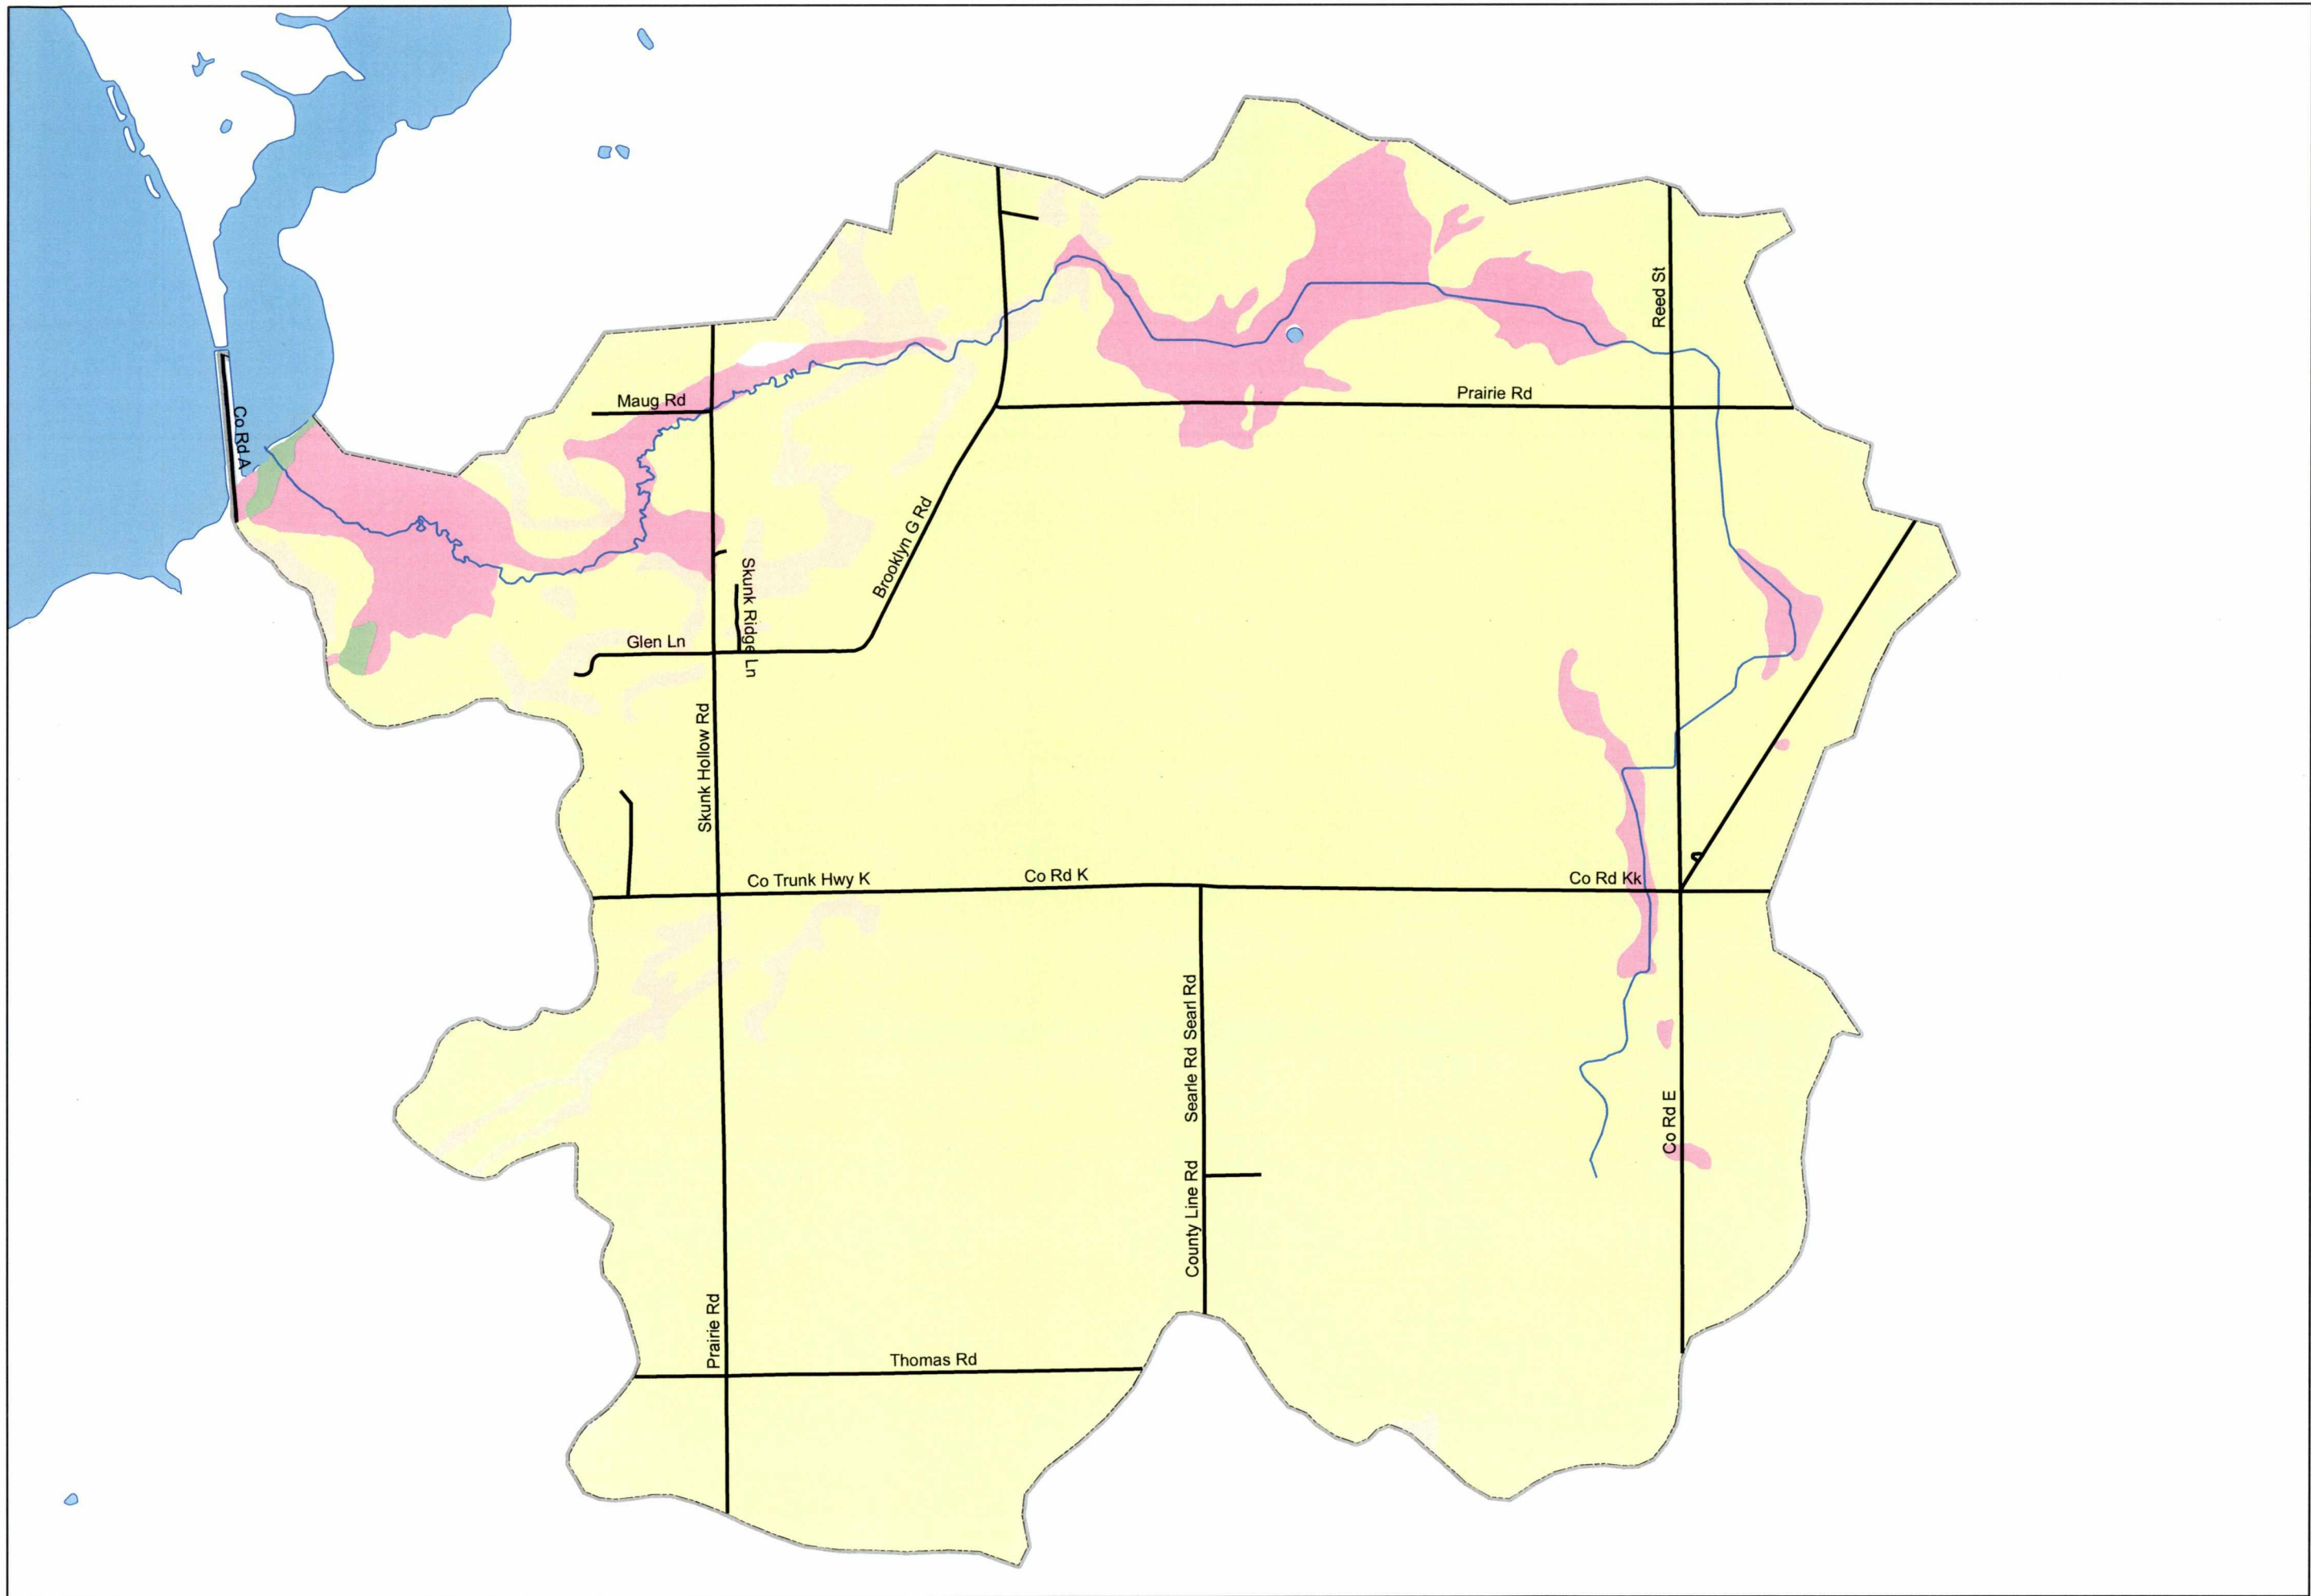 Reed St
Prairie Rd
Maug Rd
Co Rd A
Brooklyn G Rd
Skunk Ridge Ln
Glen Ln
Skunk Hollow Rd
Co Trunk Hwy K
Co Rd K
Co Rd Kk
Searle Rd Searl Rd
County Line Rd
Co Rd E
Prairie Rd
Thomas Rd